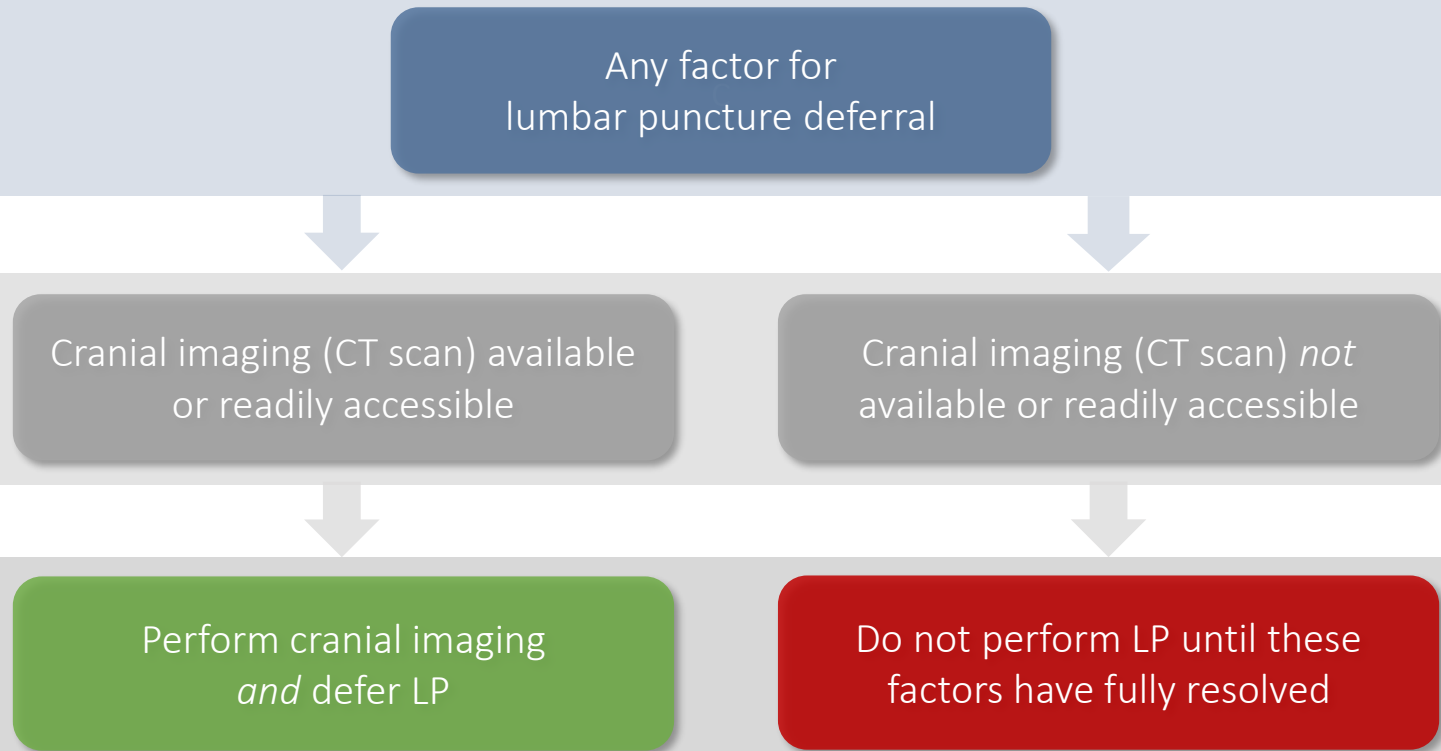 Any factor for
lumbar puncture deferral
Cranial imaging (CT scan) available
or readily accessible
Cranial imaging (CT scan) not
available or readily accessible
Perform cranial imaging
and defer LP
Do not perform LP until these
factors have fully resolved